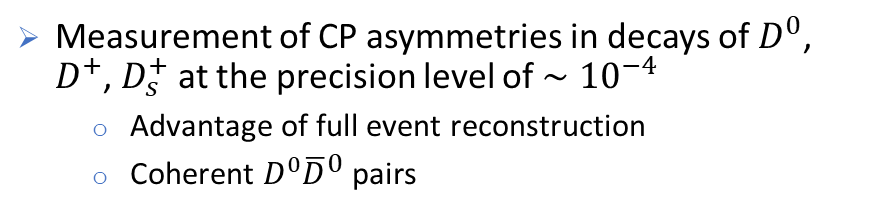 ➢ Measurement of CP asymmetries in decays of D⁰,
D⁺, Dₛ⁺ at the precision level of ~ 10⁻⁴
o Advantage of full event reconstruction
o Coherent D⁰D̅⁰ pairs